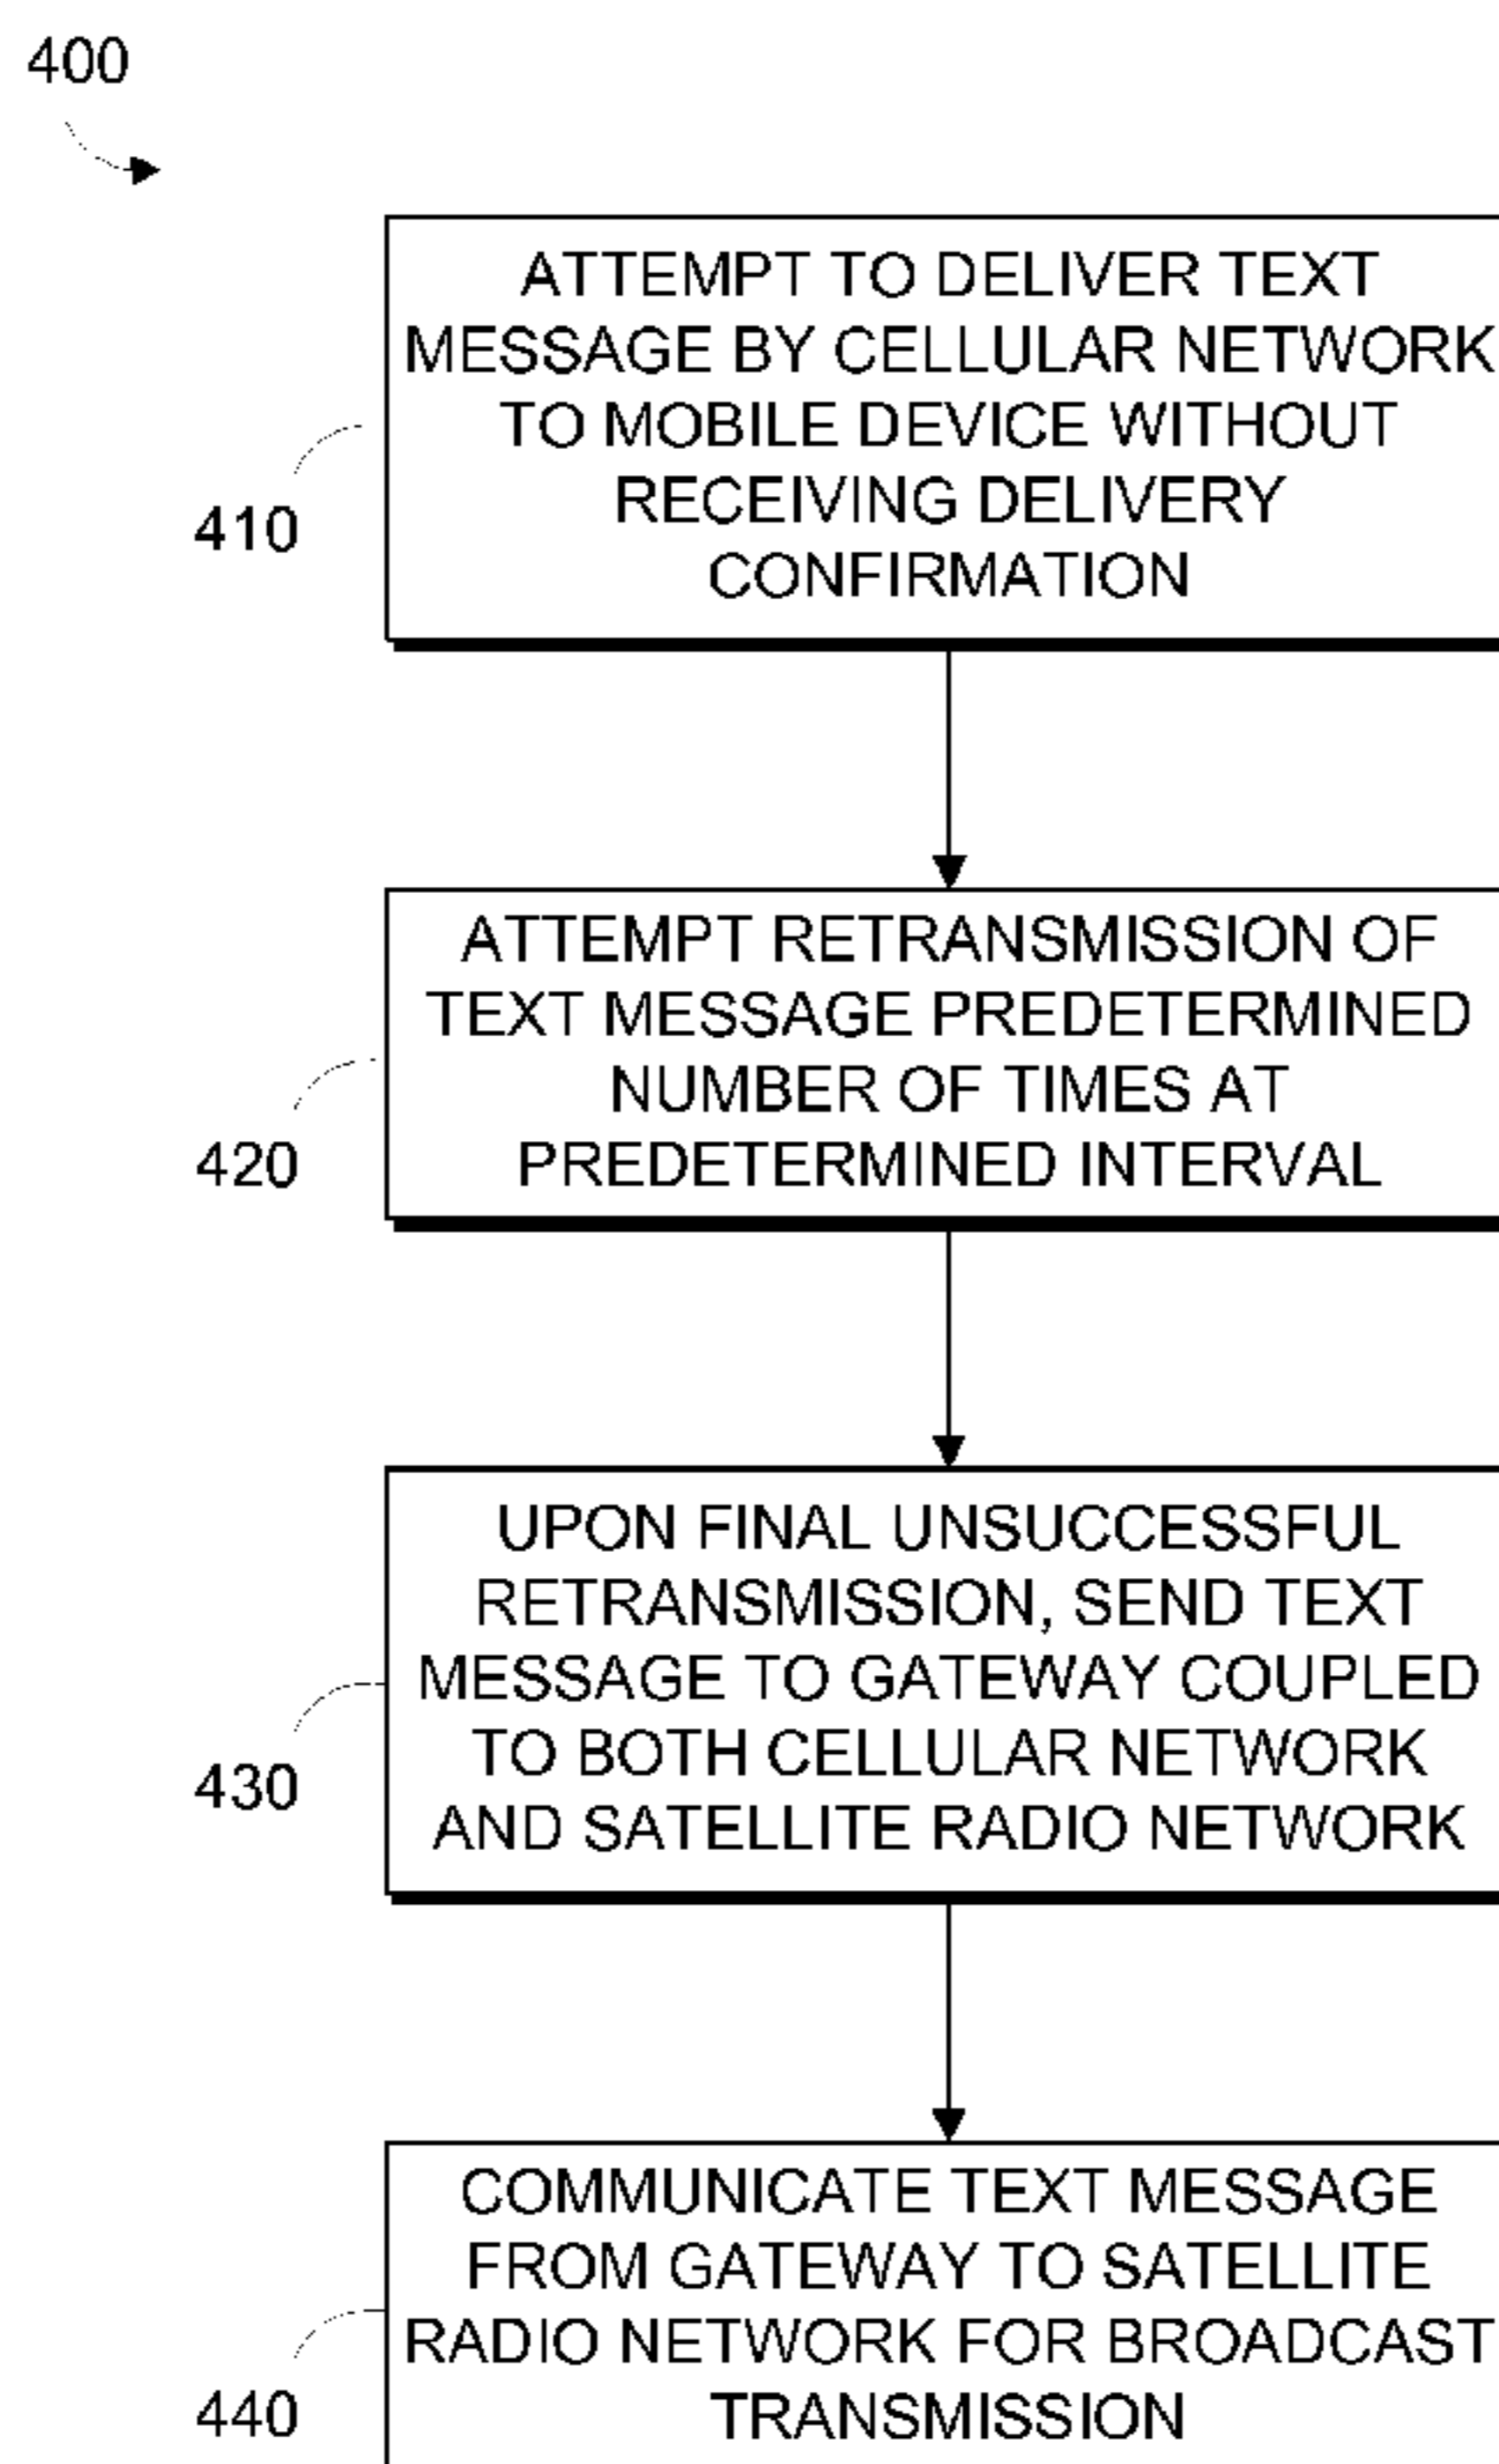 400
ATTEMPT TO DELIVER TEXT
MESSAGE BY CELLULAR NETWORK
TO MOBILE DEVICE WITHOUT
RECEIVING DELIVERY
CONFIRMATION
410
ATTEMPT RETRANSMISSION OF
TEXT MESSAGE PREDETERMINED
NUMBER OF TIMES AT
PREDETERMINED INTERVAL
420
UPON FINAL UNSUCCESSFUL
RETRANSMISSION, SEND TEXT
MESSAGE TO GATEWAY COUPLED
TO BOTH CELLULAR NETWORK
AND SATELLITE RADIO NETWORK
430
COMMUNICATE TEXT MESSAGE
FROM GATEWAY TO SATELLITE
RADIO NETWORK FOR BROADCAST
TRANSMISSION
440